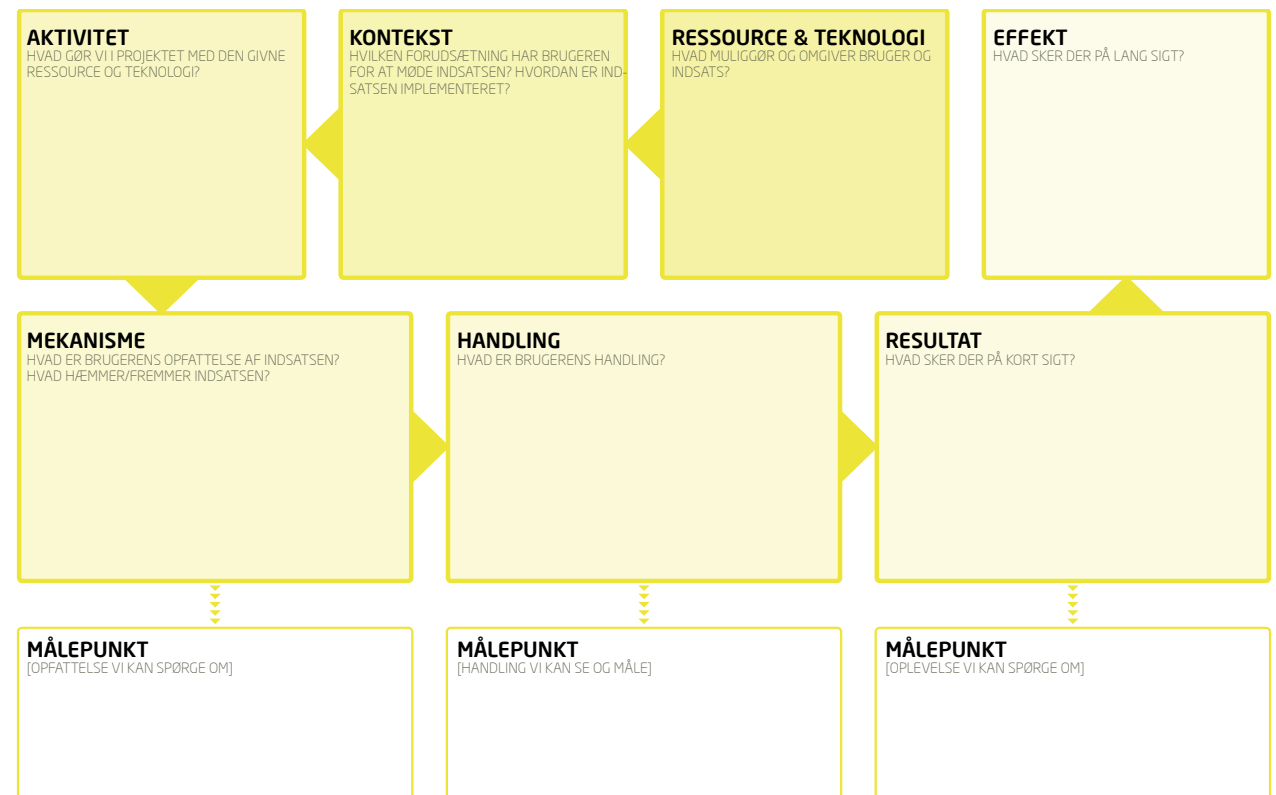 AKTIVITET
HVAD GØR VI I PROJEKTET MED DEN GIVNE
RESSOURCE OG TEKNOLOGI?
KONTEKST
HVILKEN FORUDSÆTNING HAR BRUGEREN
FOR AT MØDE INDSATSEN? HVORDAN ER IND-
SATSEN IMPLEMENTERET?
RESSOURCE & TEKNOLOGI
HVAD MULIGGØR OG OMGIVER BRUGER OG
INDSATS?
EFFEKT
HVAD SKER DER PÅ LANG SIGT?
MEKANISME
HVAD ER BRUGERENS OPFATTELSE AF INDSATSEN?
HVAD HÆMMER/FREMMER INDSATSEN?
HANDLING
HVAD ER BRUGERENS HANDLING?
RESULTAT
HVAD SKER DER PÅ KORT SIGT?
MÅLEPUNKT
[OPFATTELSE VI KAN SPØRGE OM]
MÅLEPUNKT
[HANDLING VI KAN SE OG MÅLE]
MÅLEPUNKT
[OPLEVELSE VI KAN SPØRGE OM]